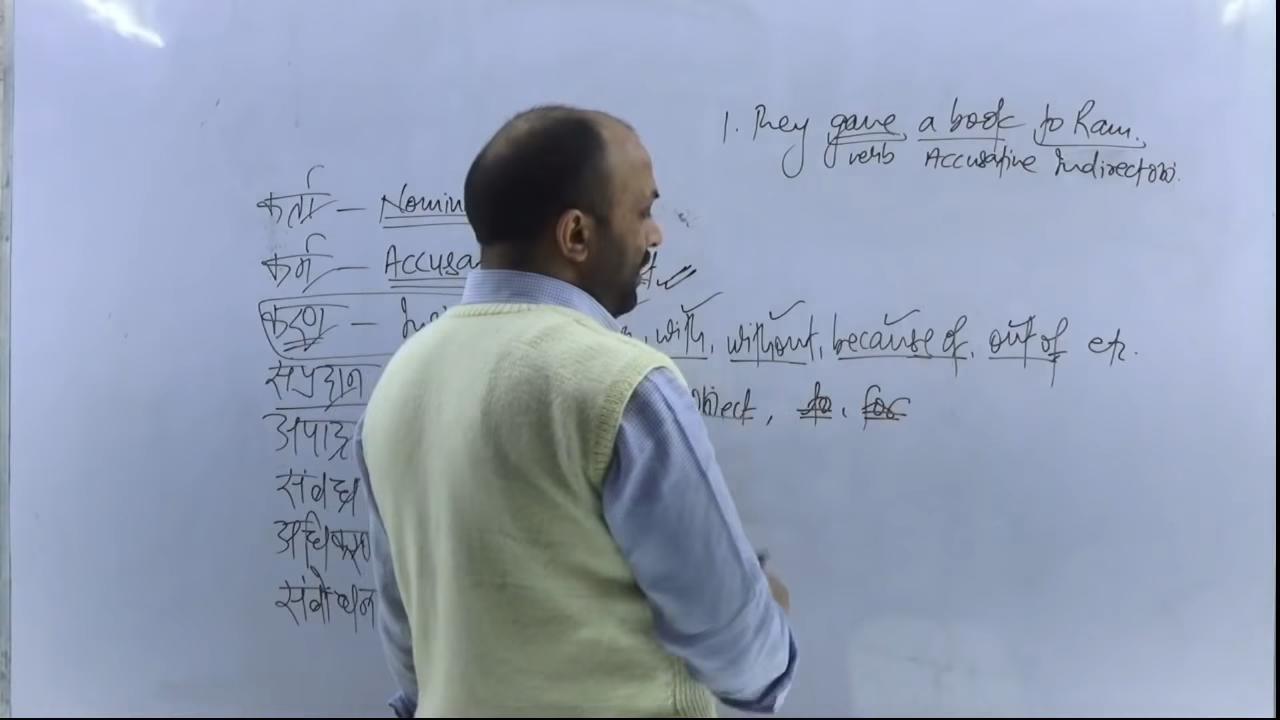 1. They gave a book to Ram.
verb Accusative Indirect obj.
कर्ता — Nomin
कर्म — Accusa
करण — with, without, because of, out of etc.
संप्रदान object, to, for
अपाद
संबंध
अधिकरण
संबोधन